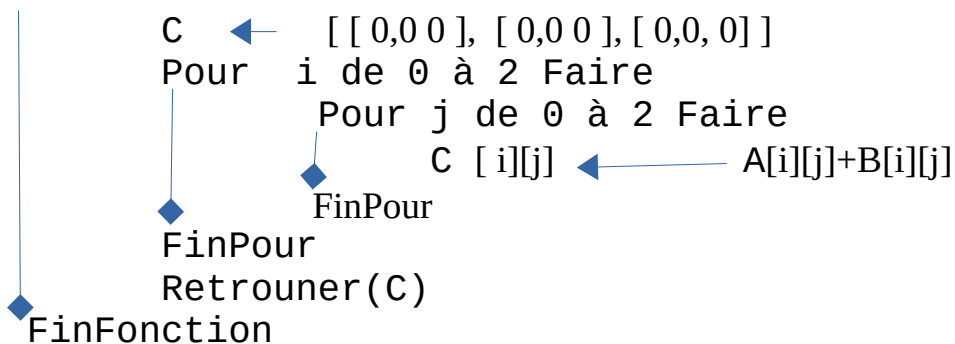 C [ [ 0,0 0 ], [ 0,0 0 ], [ 0,0, 0] ]
Pour i de 0 à 2 Faire
Pour j de 0 à 2 Faire
C [ i][j] A[i][j]+B[i][j]
FinPour
FinPour
Retrouner(C)
FinFonction